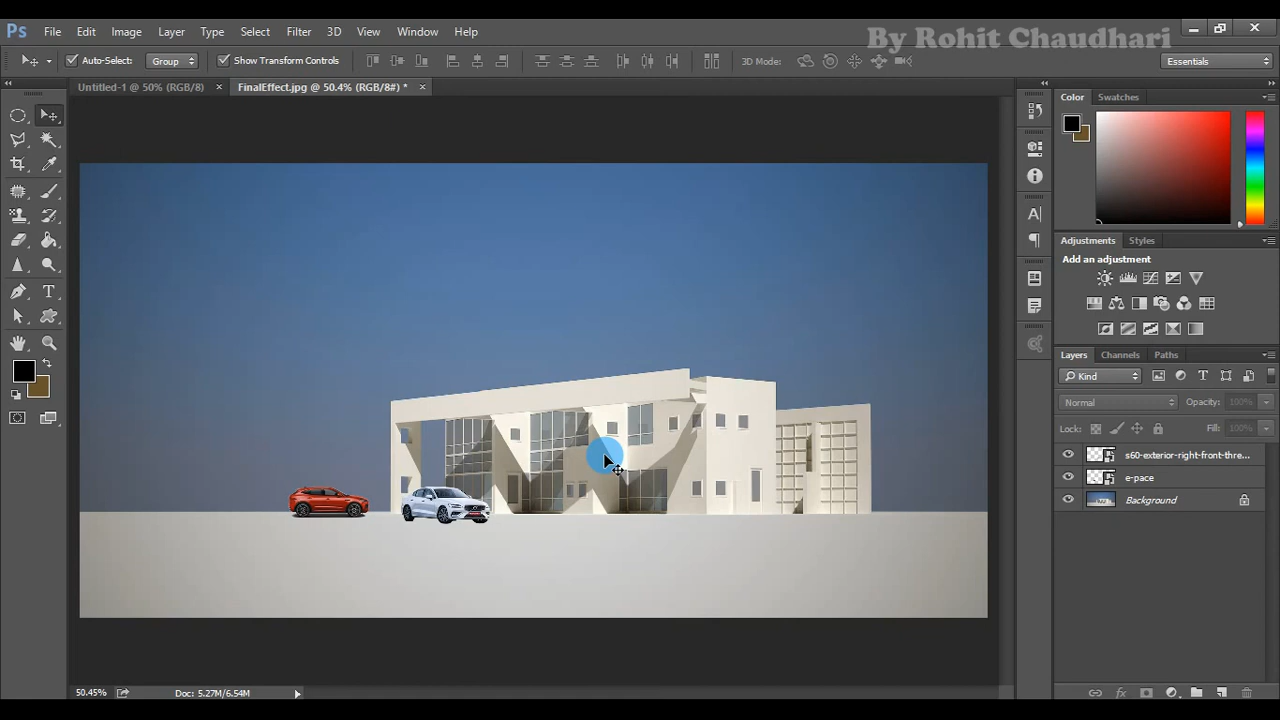 Ps File Edit Image Layer Type Select Filter 3D View Window Help
By Rohit Chaudhari
Auto-Select: Group Show Transform Controls 3D Mode: Essentials
Untitled-1 @ 50% (RGB/8) × FinalEffect.jpg @ 50.4% (RGB/8#) * ×
Color Swatches
Adjustments Styles
Add an adjustment
Layers Channels Paths
Kind
Normal Opacity: 100%
Lock: Fill: 100%
s60-exterior-right-front-thre...
e-pace
Background
50.45% Doc: 5.27M/6.54M